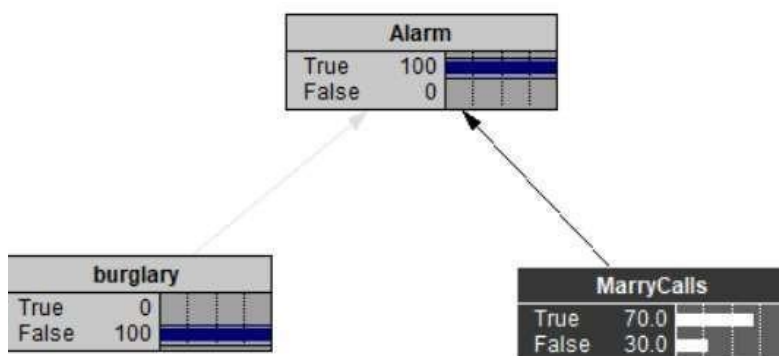 Alarm
True 100
False 0
burglary
True 0
False 100
MarryCalls
True 70.0
False 30.0